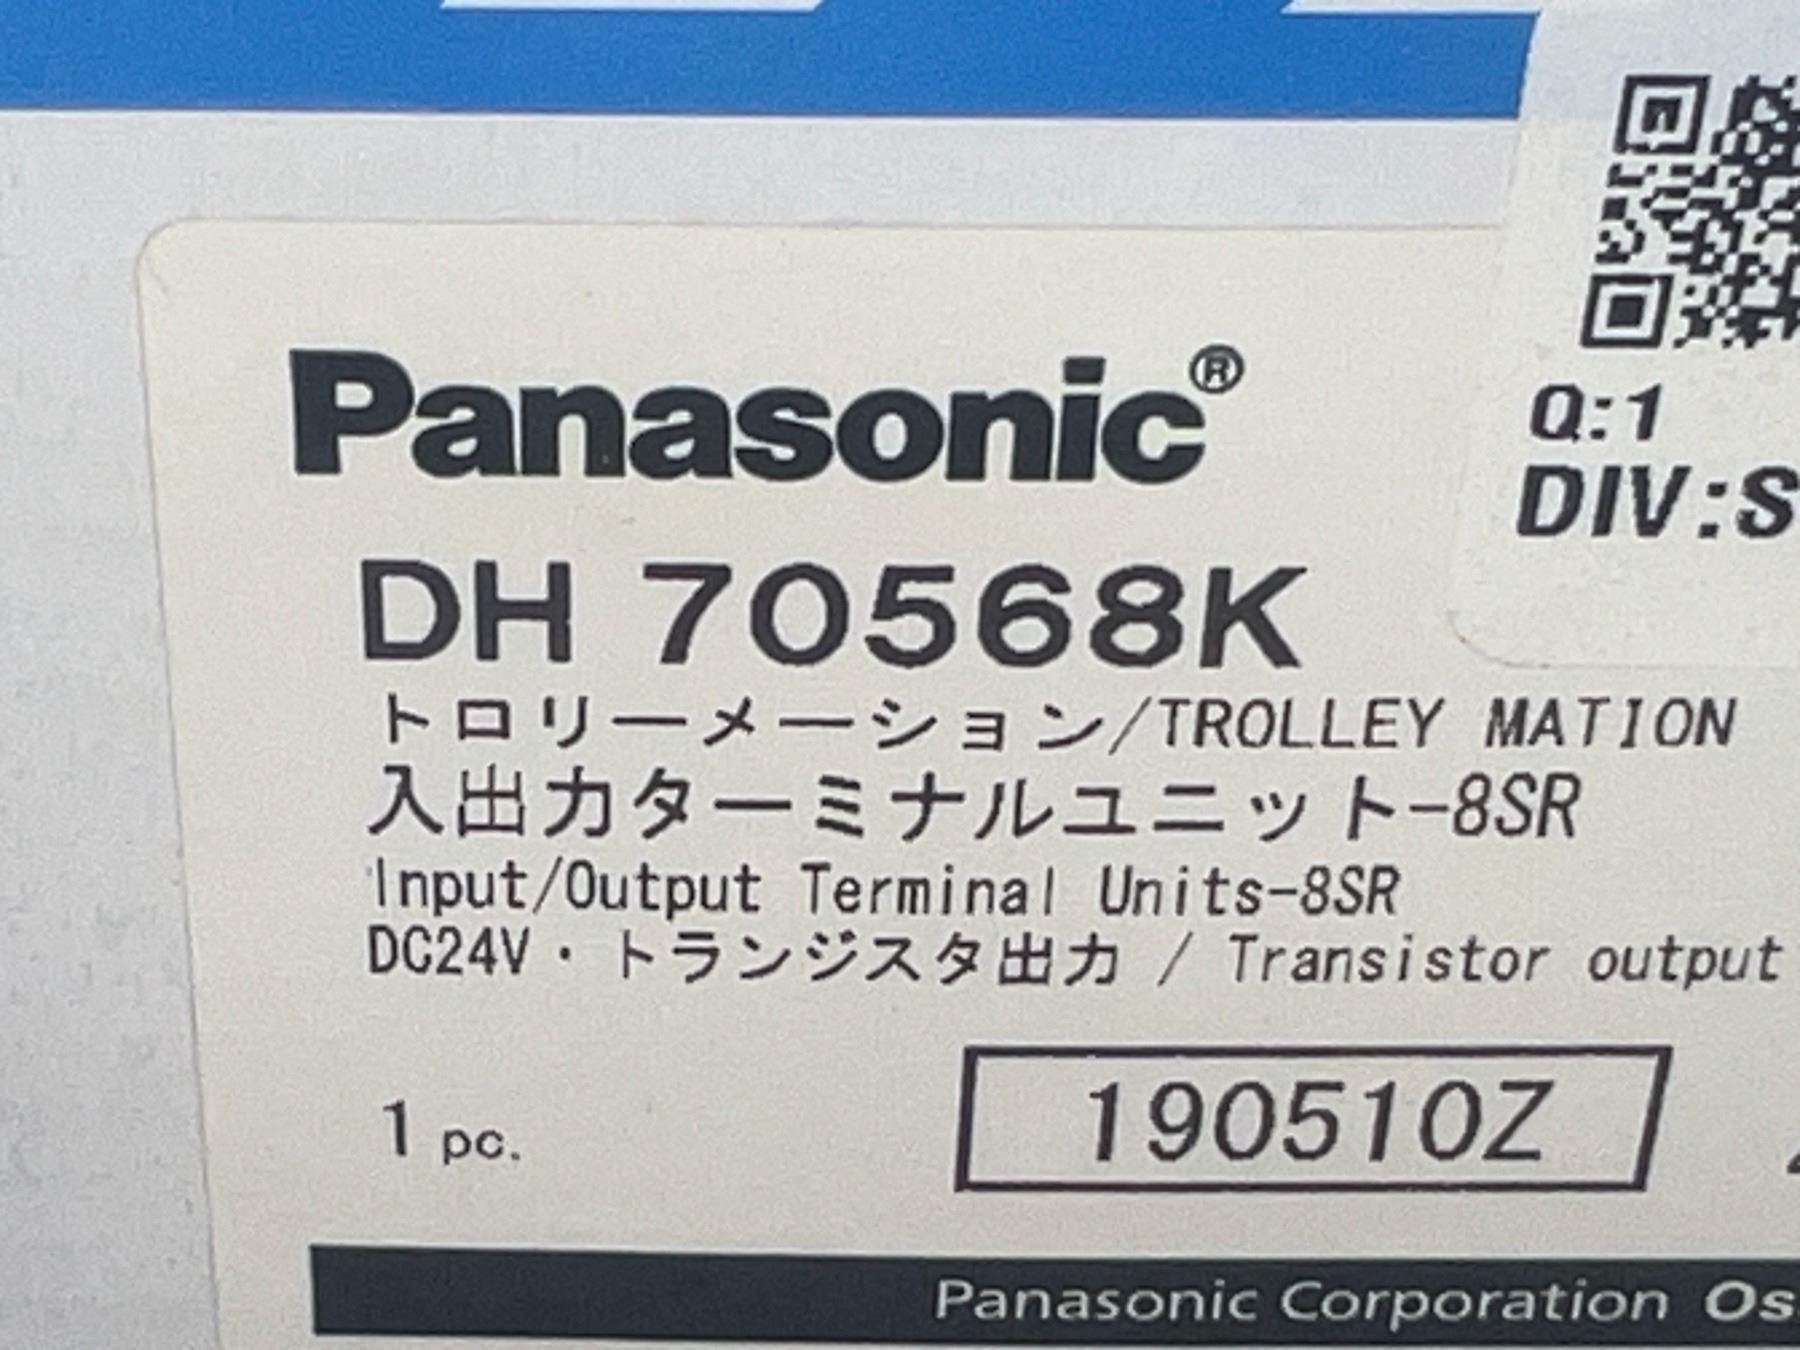 Panasonic®
Q:1
DIV:S
DH 70568K
トロリーメーション/TROLLEY MATION
入出力ターミナルユニット-8SR
Input/Output Terminal Units-8SR
DC24V・トランジスタ出力 / Transistor output
1 pc.
190510Z
Panasonic Corporation Os